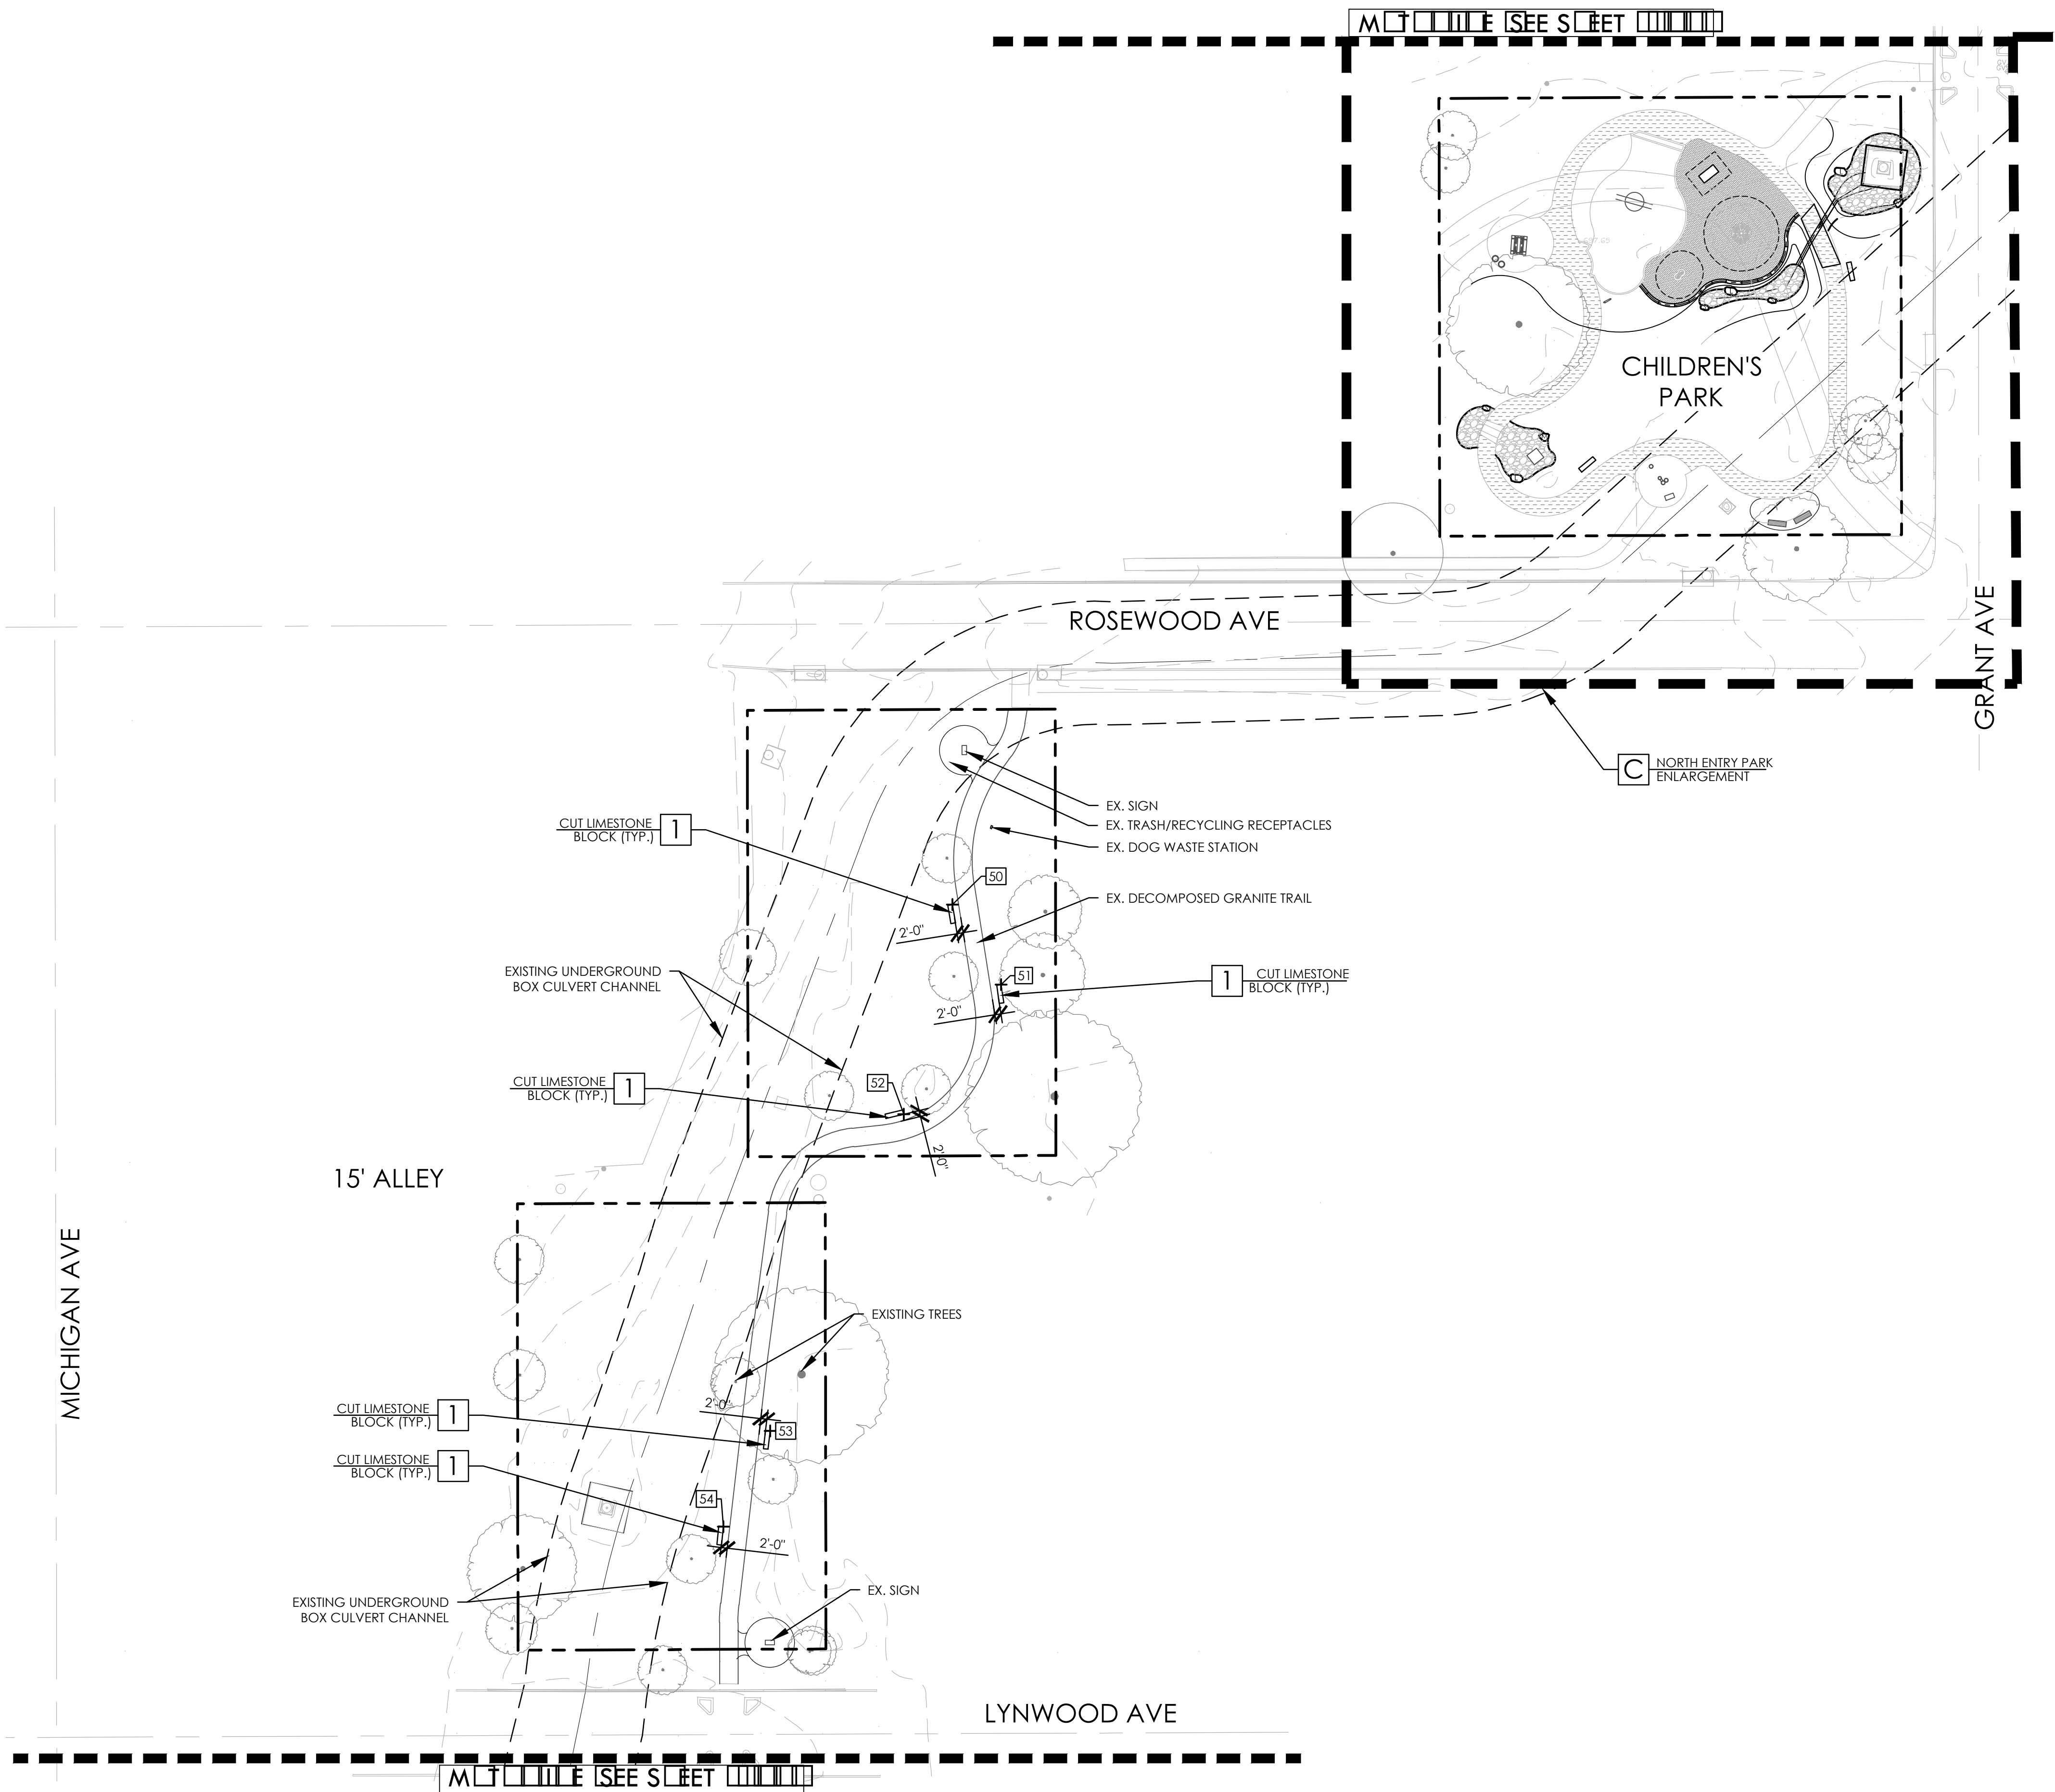 SEE
CHILDREN'S
PARK
ROSEWOOD AVE
GRANT AVE
C NORTH ENTRY PARK
ENLARGEMENT
EX. SIGN
EX. TRASH/RECYCLING RECEPTACLES
EX. DOG WASTE STATION
CUT LIMESTONE
BLOCK (TYP.) 1
50
EX. DECOMPOSED GRANITE TRAIL
2'-0"
EXISTING UNDERGROUND
BOX CULVERT CHANNEL
51
1 CUT LIMESTONE
BLOCK (TYP.)
2'-0"
52
CUT LIMESTONE
BLOCK (TYP.) 1
2'-0"
15' ALLEY
MICHIGAN AVE
EXISTING TREES
2'-0"
CUT LIMESTONE
BLOCK (TYP.) 1
53
CUT LIMESTONE
BLOCK (TYP.) 1
54
2'-0"
EX. SIGN
EXISTING UNDERGROUND
BOX CULVERT CHANNEL
LYNWOOD AVE
SEE